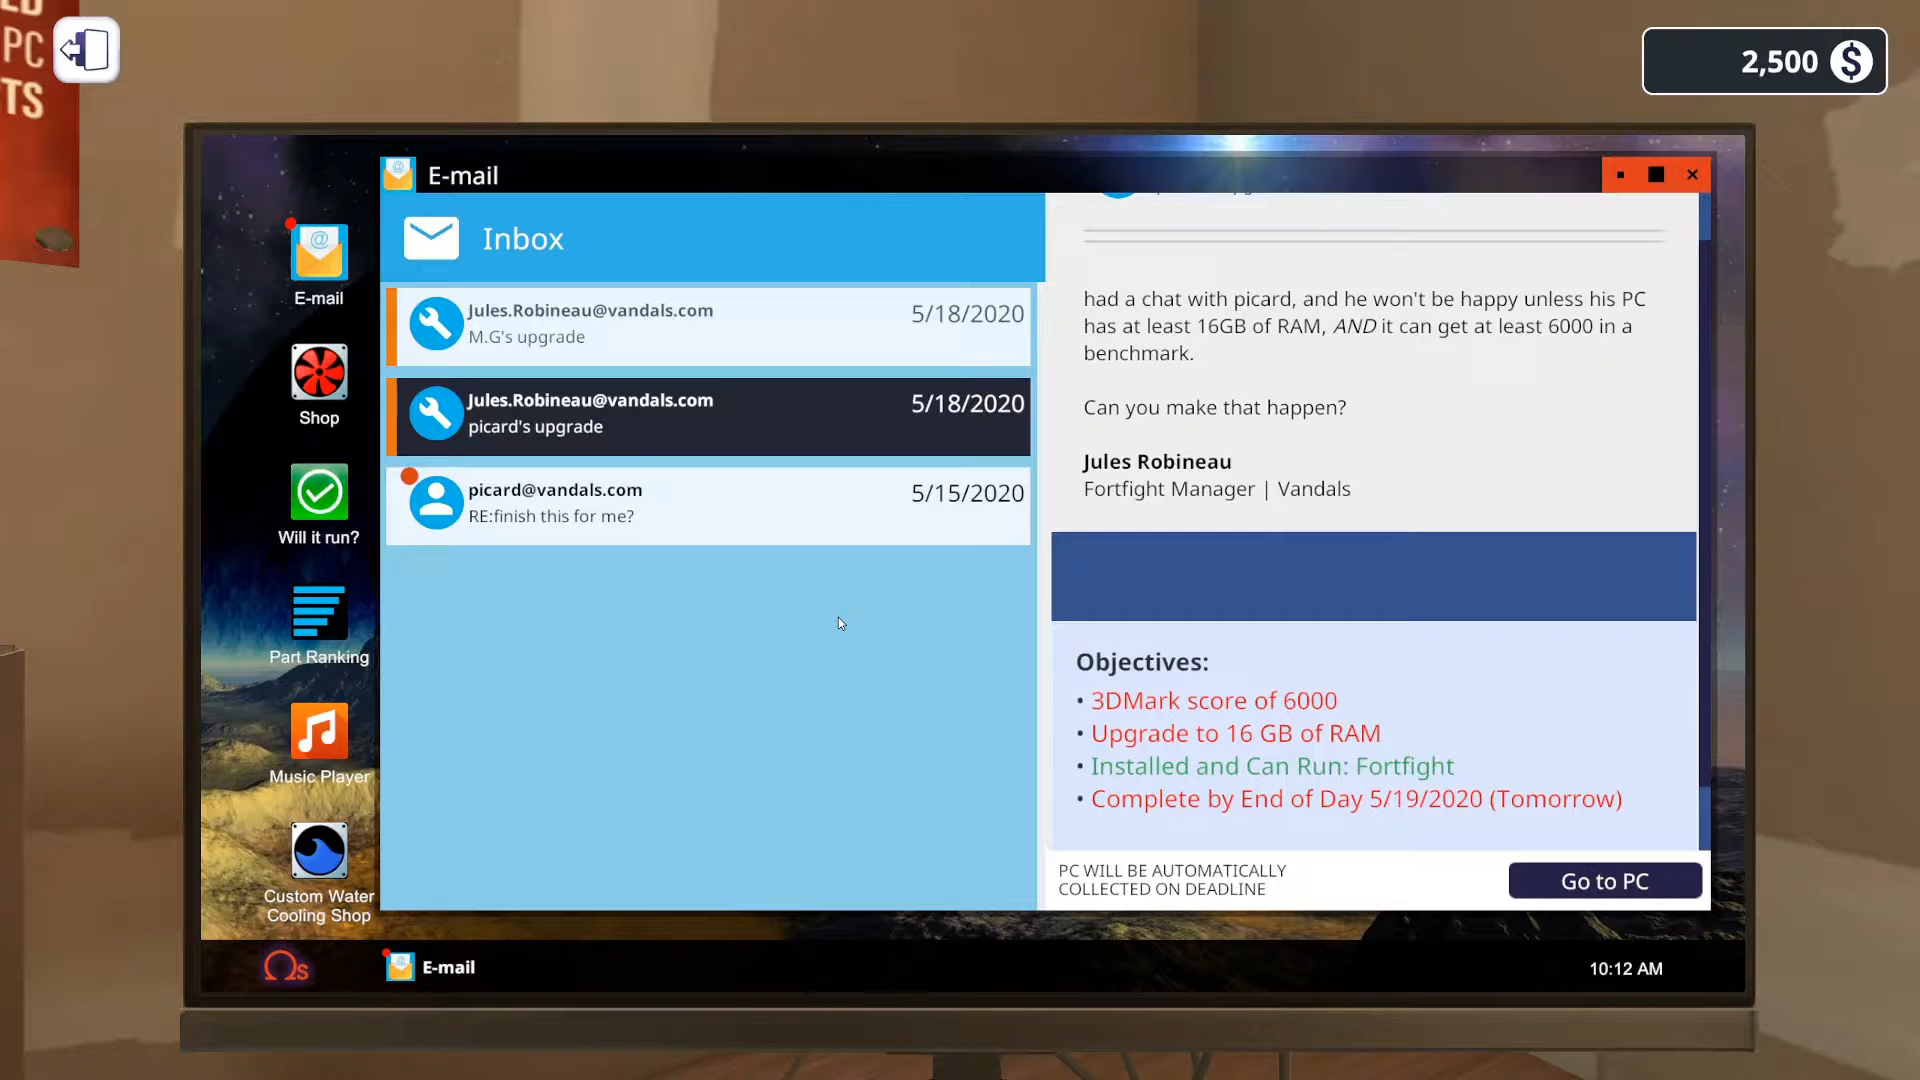 PC
TS
2,500
E-mail
Inbox
Jules.Robineau@vandals.com
5/18/2020
M.G's upgrade
Jules.Robineau@vandals.com
5/18/2020
picard's upgrade
picard@vandals.com
5/15/2020
RE:finish this for me?
had a chat with picard, and he won't be happy unless his PC
has at least 16GB of RAM, AND it can get at least 6000 in a
benchmark.
Can you make that happen?
Jules Robineau
Fortfight Manager | Vandals
Objectives:
• 3DMark score of 6000
• Upgrade to 16 GB of RAM
• Installed and Can Run: Fortfight
• Complete by End of Day 5/19/2020 (Tomorrow)
PC WILL BE AUTOMATICALLY
COLLECTED ON DEADLINE
Go to PC
E-mail
Shop
Will it run?
Part Ranking
Music Player
Custom Water
Cooling Shop
Ωs
E-mail
10:12 AM